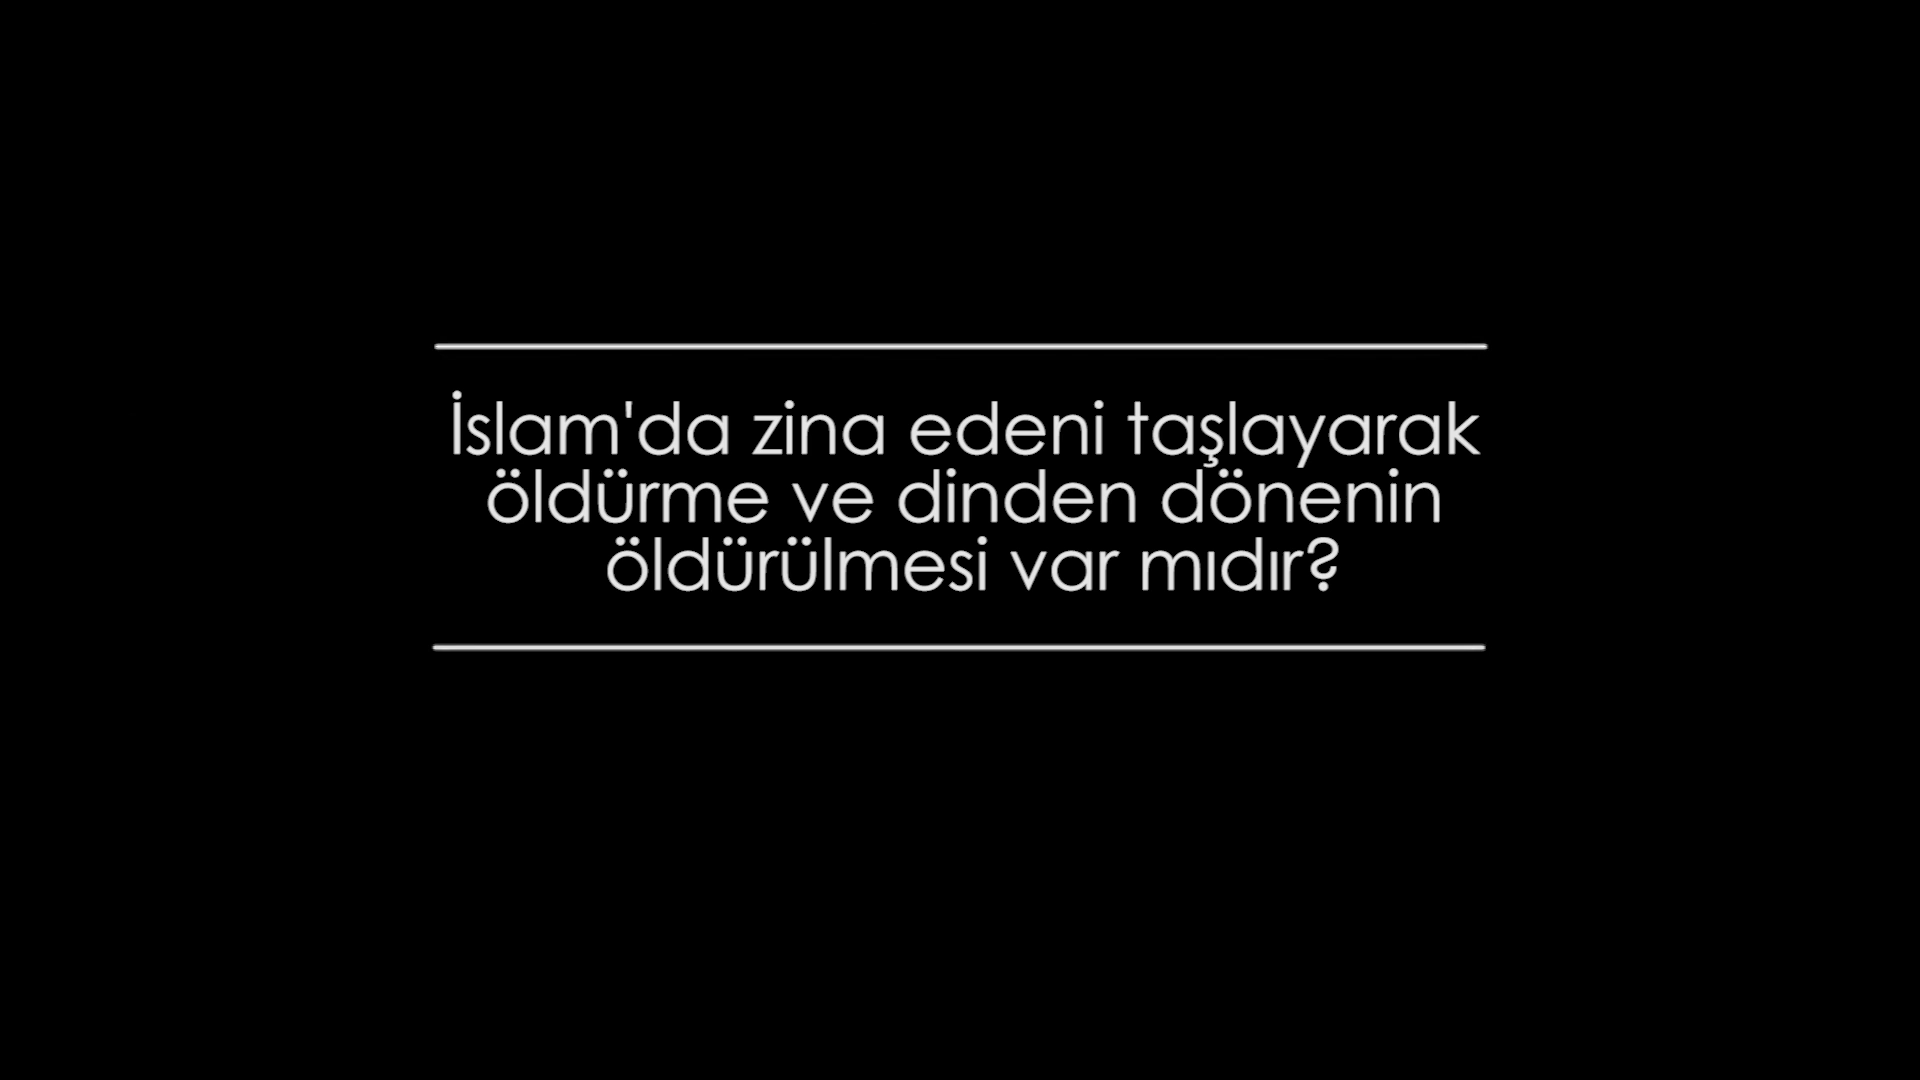 İslam'da zina edeni taşlayarak
öldürme ve dinden dönenin
öldürülmesi var mıdır?